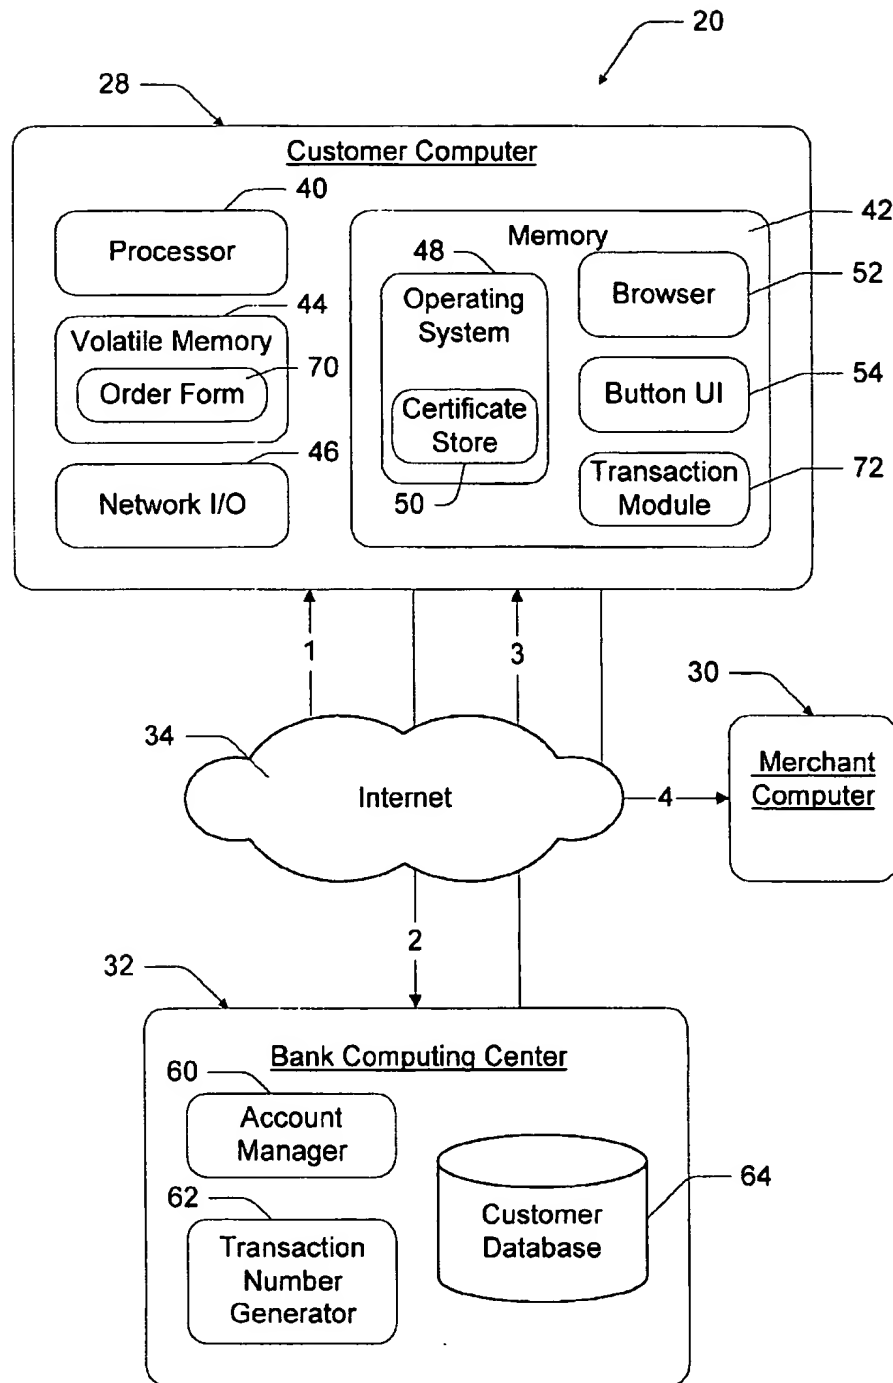 20
28
Customer Computer
40
Processor
44
Volatile Memory
70
Order Form
46
Network I/O
42
Memory
48
Operating
System
Certificate
Store
50
52
Browser
54
Button UI
72
Transaction
Module
1
3
34
Internet
30
Merchant
Computer
4
2
32
Bank Computing Center
60
Account
Manager
62
Transaction
Number
Generator
64
Customer
Database